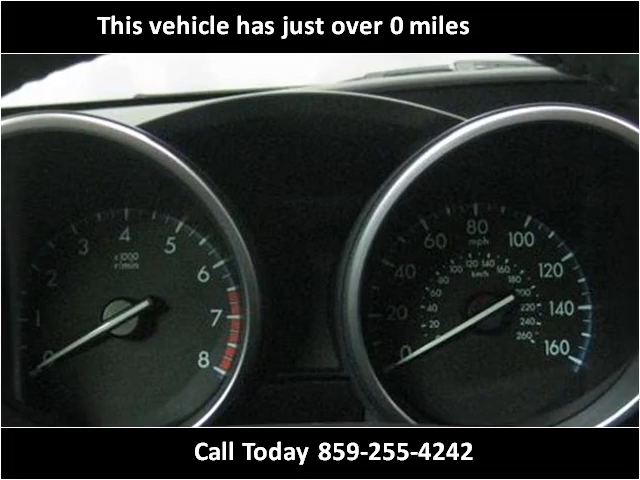 This vehicle has just over 0 miles
0 1 2 3 4 5 6 7 8
x1000
r/min
0 20 40 60 80 100 120 140 160
mph
20 40 60 80 100 120 140 160 180 200 220 240 260
km/h
Call Today 859-255-4242